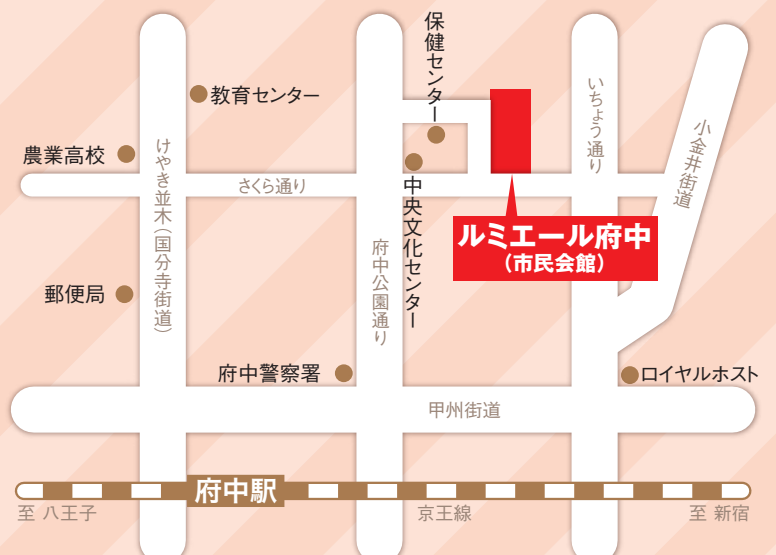 保健センター
教育センター
いちょう通り
小金井街道
農業高校
けやき並木(国分寺街道)
さくら通り
中央文化センター
ルミエール府中
(市民会館)
府中公園通り
郵便局
府中警察署
ロイヤルホスト
甲州街道
府中駅
至 八王子
京王線
至 新宿